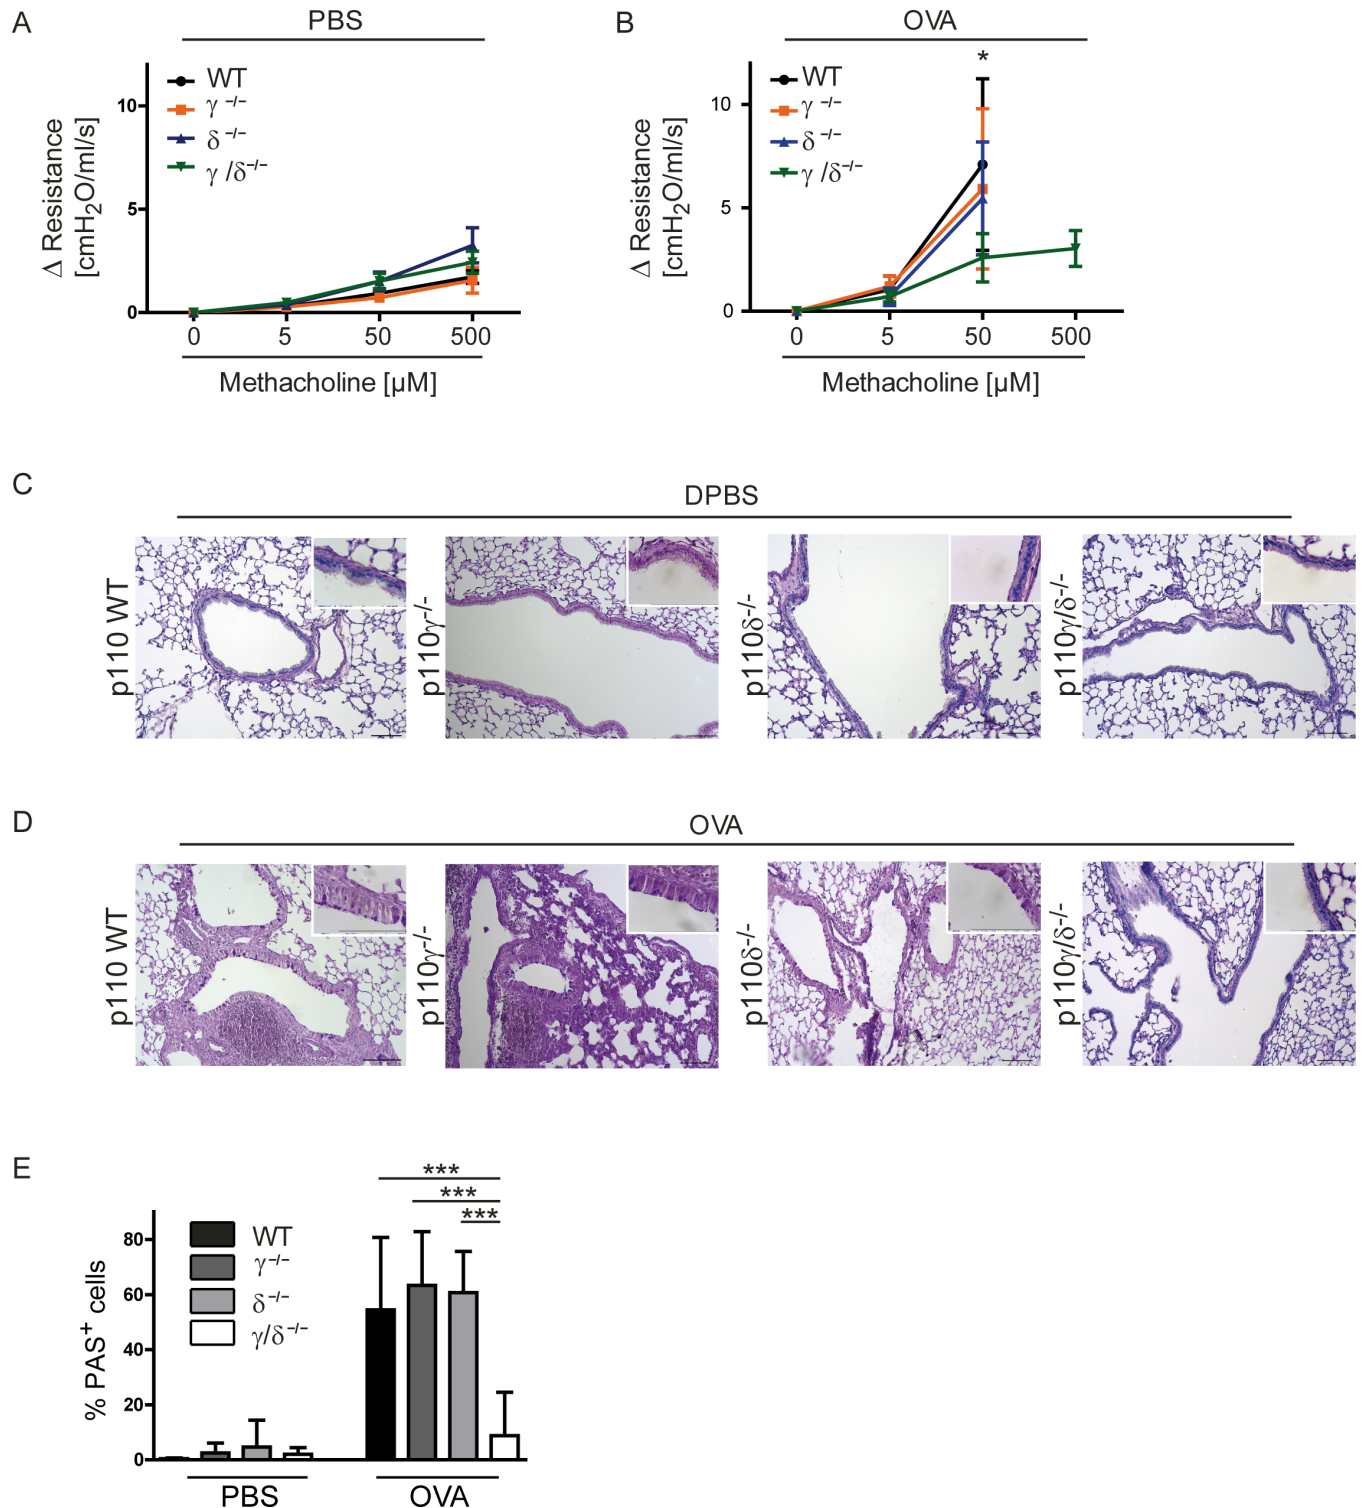 A
PBS
WT
γ −/−
δ −/−
γ /δ−/−
10
5
0
Δ Resistance
[cmH2O/ml/s]
0 5 50 500
Methacholine [µM]
B
OVA
*
WT
γ −/−
δ −/−
γ /δ−/−
10
5
0
Δ Resistance
[cmH2O/ml/s]
0 5 50 500
Methacholine [µM]
C
DPBS
p110 WT
p110γ-/-
p110δ-/-
p110γ/δ-/-
D
OVA
p110 WT
p110γ-/-
p110δ-/-
p110γ/δ-/-
E
***
***
***
WT
γ−/−
δ−/−
γ/δ−/−
80
60
40
20
0
% PAS+ cells
PBS OVA